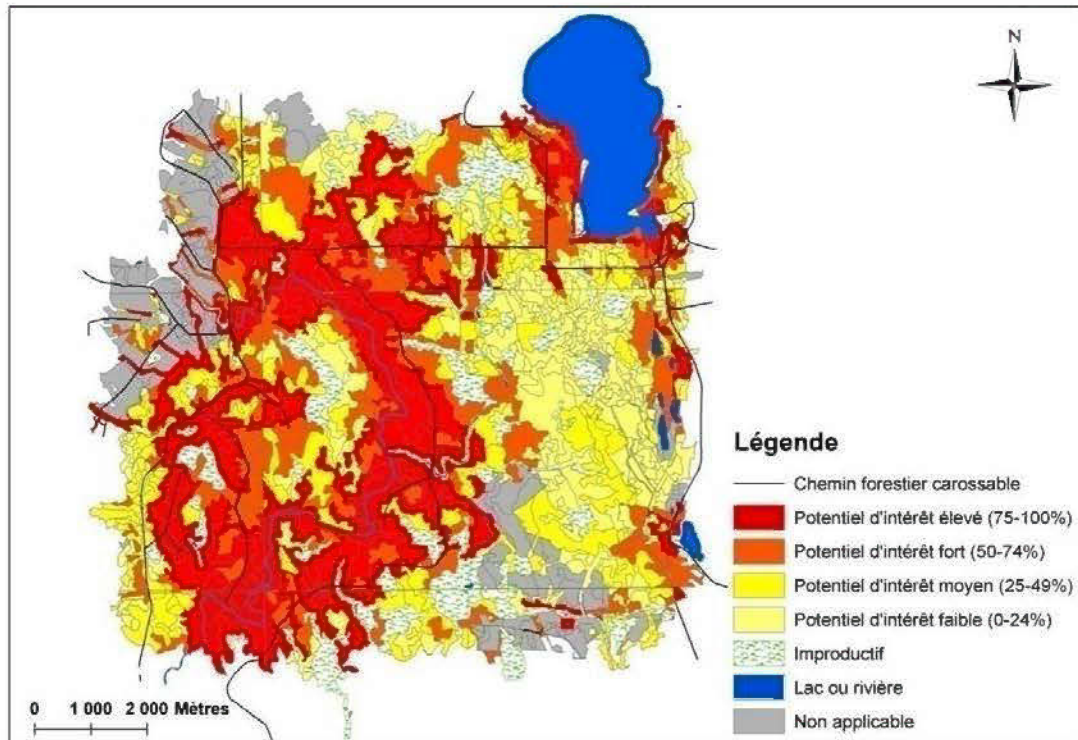 N
Légende
Chemin forestier carossable
Potentiel d'intérêt élevé (75-100%)
Potentiel d'intérêt fort (50-74%)
Potentiel d'intérêt moyen (25-49%)
Potentiel d'intérêt faible (0-24%)
Improductif
Lac ou rivière
Non applicable
0 1 000 2 000 Mètres